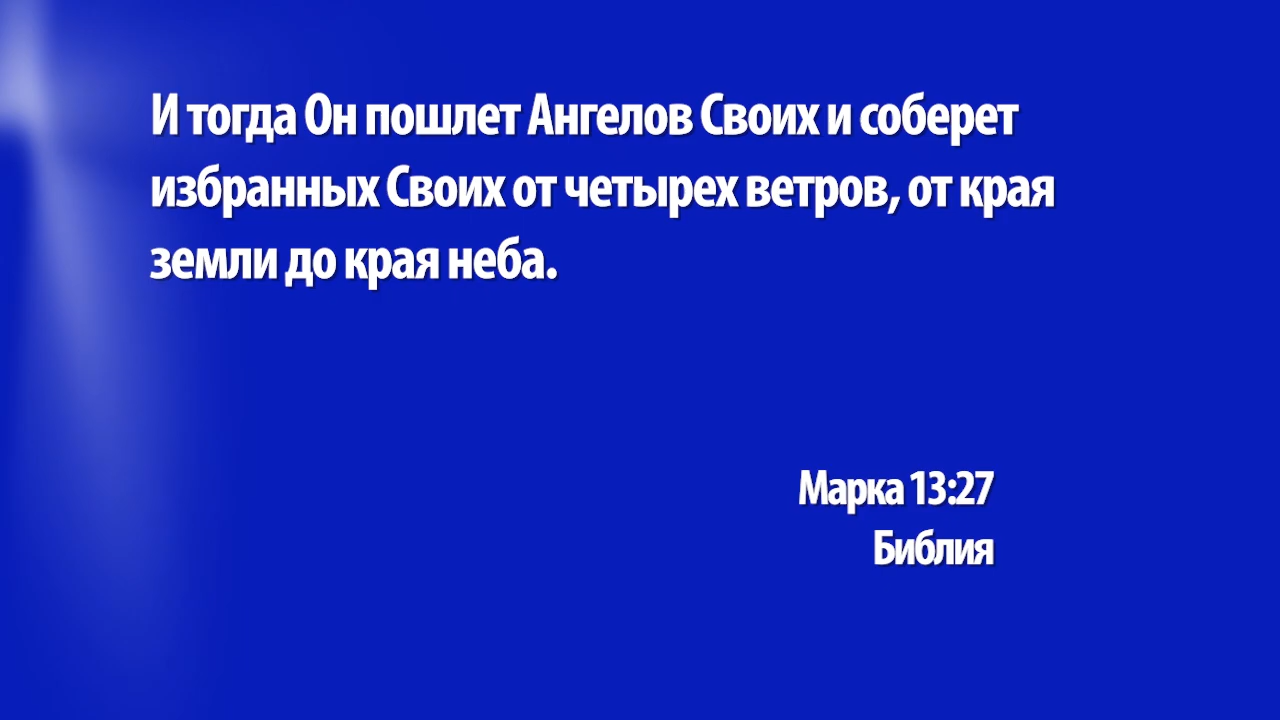 И тогда Он пошлет Ангелов Своих и соберет
избранных Своих от четырех ветров, от края
земли до края неба.
Марка 13:27
Библия